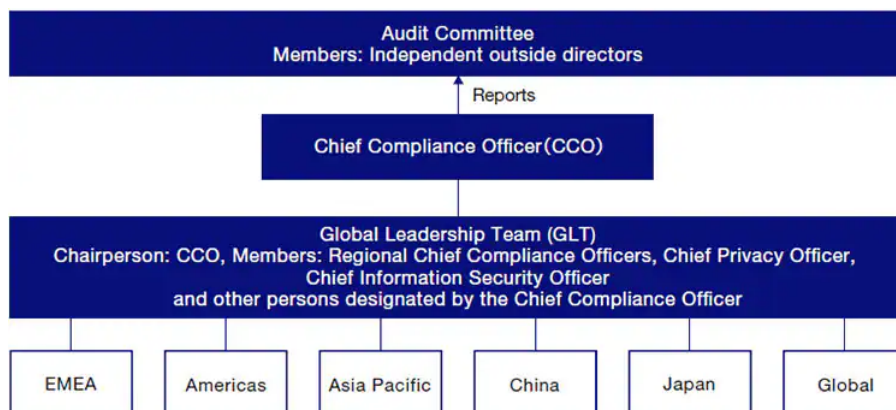 Audit Committee
Members: Independent outside directors
Reports
Chief Compliance Officer(CCO)
Global Leadership Team (GLT)
Chairperson: CCO, Members: Regional Chief Compliance Officers, Chief Privacy Officer,
Chief Information Security Officer
and other persons designated by the Chief Compliance Officer
EMEA
Americas
Asia Pacific
China
Japan
Global